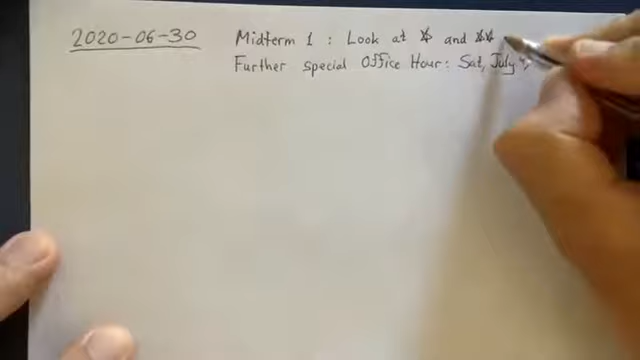 2020-06-30 Midterm 1 : Look at ☆ and ☆☆
Further special Office Hour: Sat, July